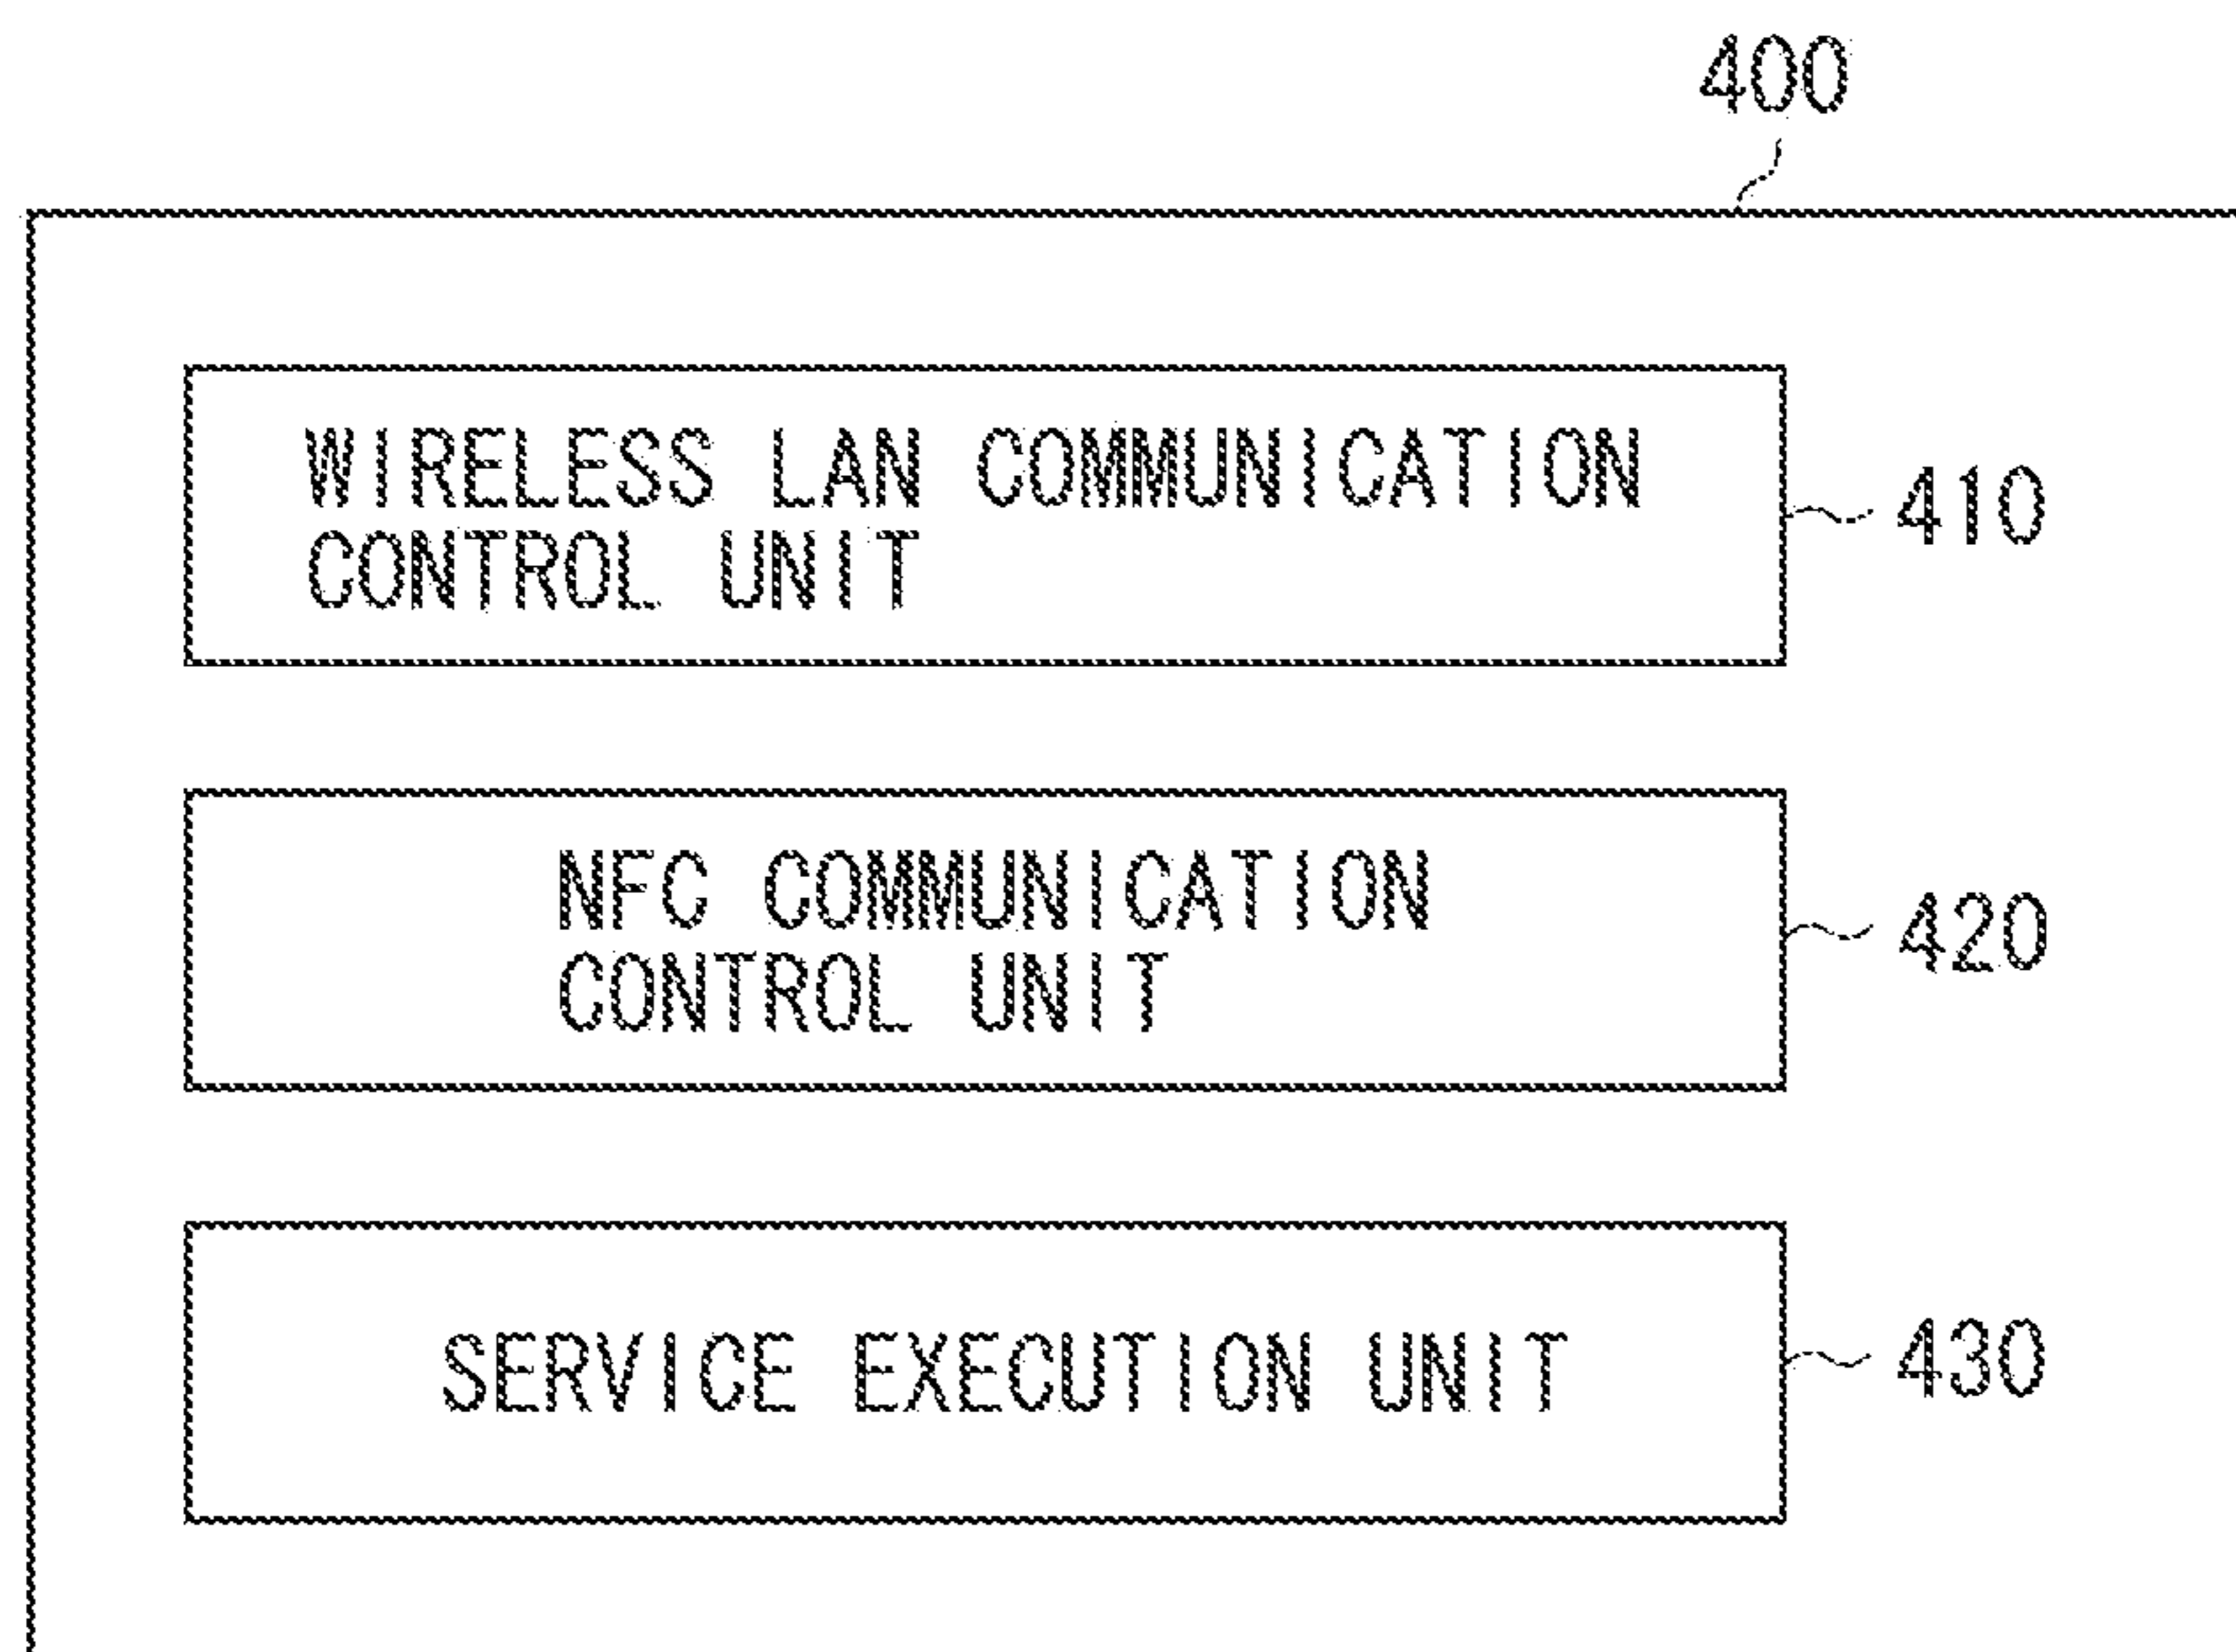 400
WIRELESS LAN COMMUNICATION
CONTROL UNIT
410
NFC COMMUNICATION
CONTROL UNIT
420
SERVICE EXECUTION UNIT
430